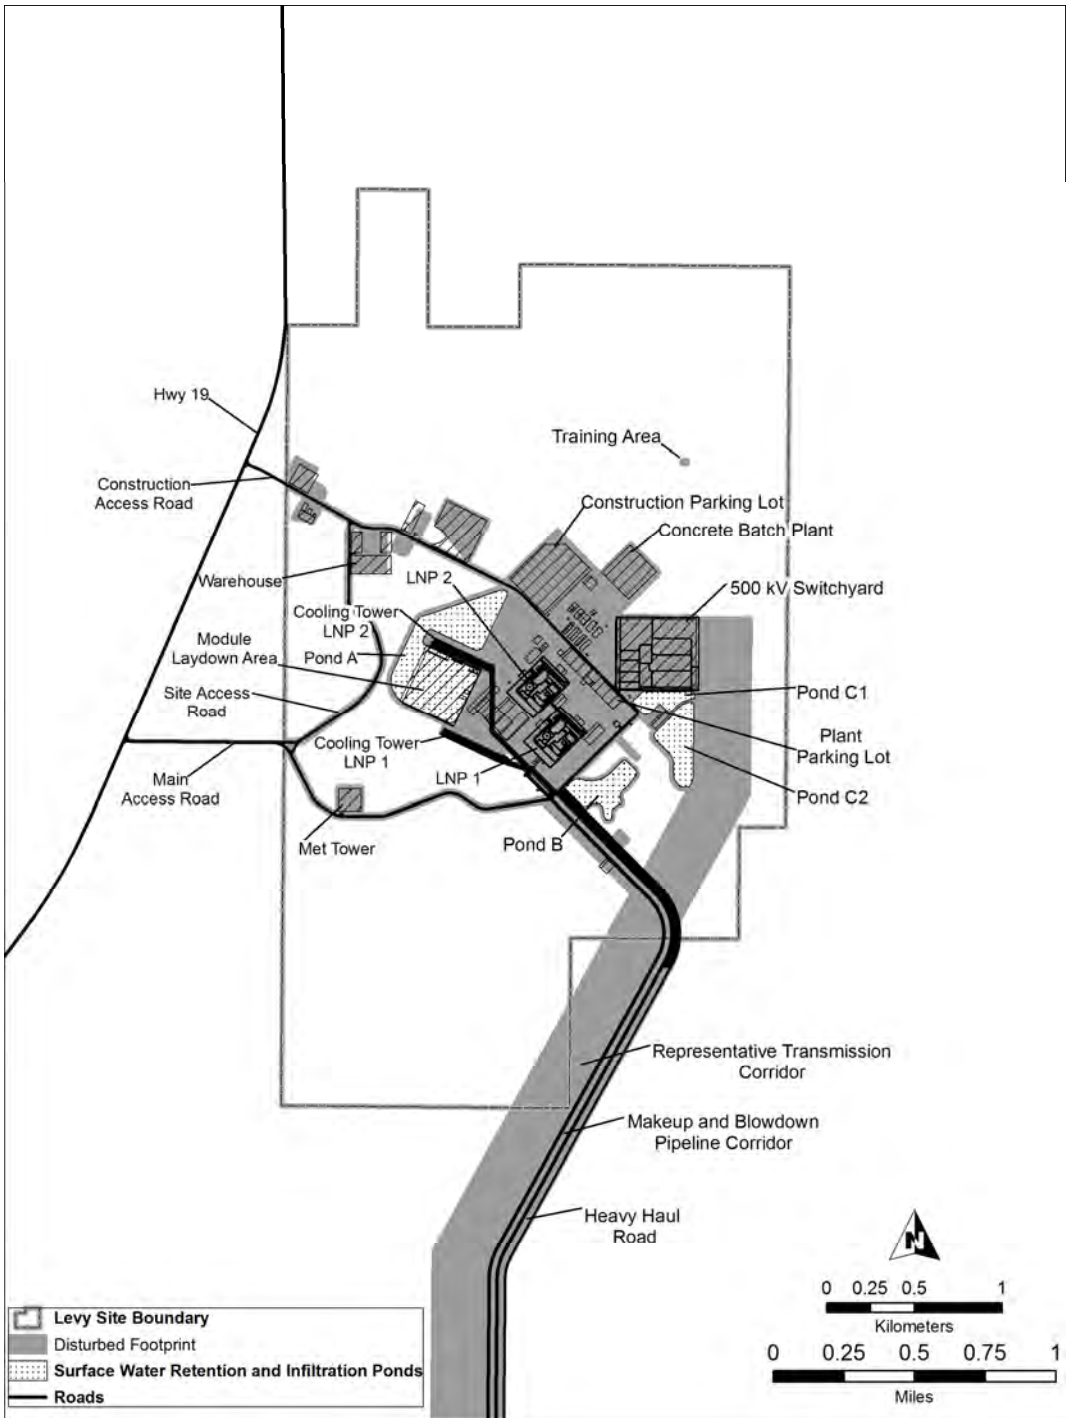 Hwy 19
Training Area
Construction
Access Road
Construction Parking Lot
Concrete Batch Plant
LNP 2
Warehouse
500 kV Switchyard
Cooling Tower
LNP 2
Module
Laydown Area
Pond A
Site Access
Road
Pond C1
Cooling Tower
LNP 1
Plant
Parking Lot
Main
Access Road
LNP 1
Pond C2
Met Tower
Pond B
Representative Transmission
Corridor
Makeup and Blowdown
Pipeline Corridor
Heavy Haul
Road
N
0 0.25 0.5 1
Kilometers
0 0.25 0.5 0.75 1
Miles
Levy Site Boundary
Disturbed Footprint
Surface Water Retention and Infiltration Ponds
Roads